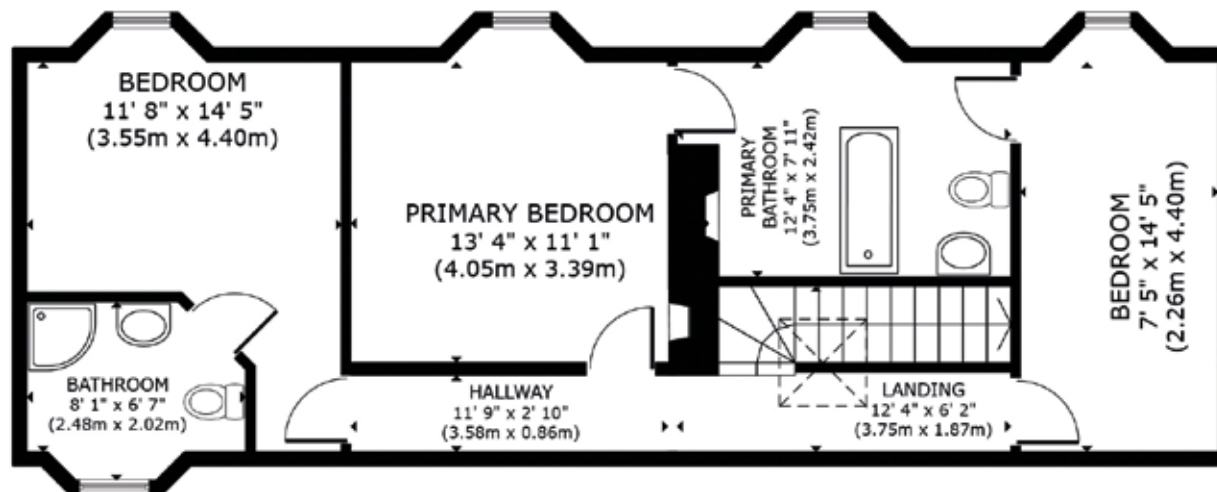 BEDROOM
11' 8" x 14' 5"
(3.55m x 4.40m)
PRIMARY BEDROOM
13' 4" x 11' 1"
(4.05m x 3.39m)
PRIMARY
BATHROOM
12' 4" x 7' 11"
(3.75m x 2.42m)
BEDROOM
7' 5" x 14' 5"
(2.26m x 4.40m)
BATHROOM
8' 1" x 6' 7"
(2.48m x 2.02m)
HALLWAY
11' 9" x 2' 10"
(3.58m x 0.86m)
LANDING
12' 4" x 6' 2"
(3.75m x 1.87m)